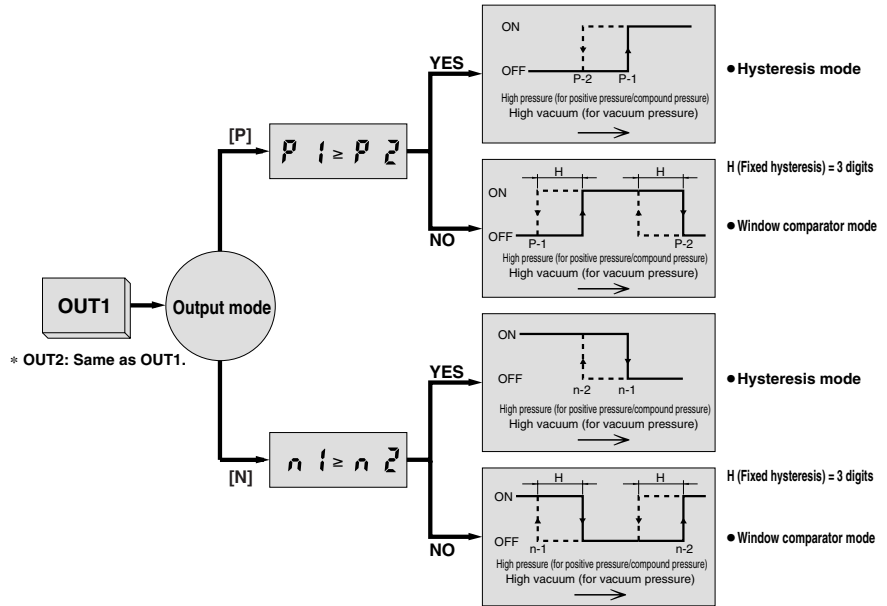 ON
OFF
P-2 P-1
High pressure (for positive pressure/compound pressure)
High vacuum (for vacuum pressure)
● Hysteresis mode
YES
[P]
P 1 ≥ P 2
NO
H H
ON
OFF
P-1 P-2
High pressure (for positive pressure/compound pressure)
High vacuum (for vacuum pressure)
H (Fixed hysteresis) = 3 digits
● Window comparator mode
OUT1
Output mode
* OUT2: Same as OUT1.
ON
OFF
n-2 n-1
High pressure (for positive pressure/compound pressure)
High vacuum (for vacuum pressure)
● Hysteresis mode
YES
[N]
n 1 ≥ n 2
NO
H H
ON
OFF
n-1 n-2
High pressure (for positive pressure/compound pressure)
High vacuum (for vacuum pressure)
H (Fixed hysteresis) = 3 digits
● Window comparator mode